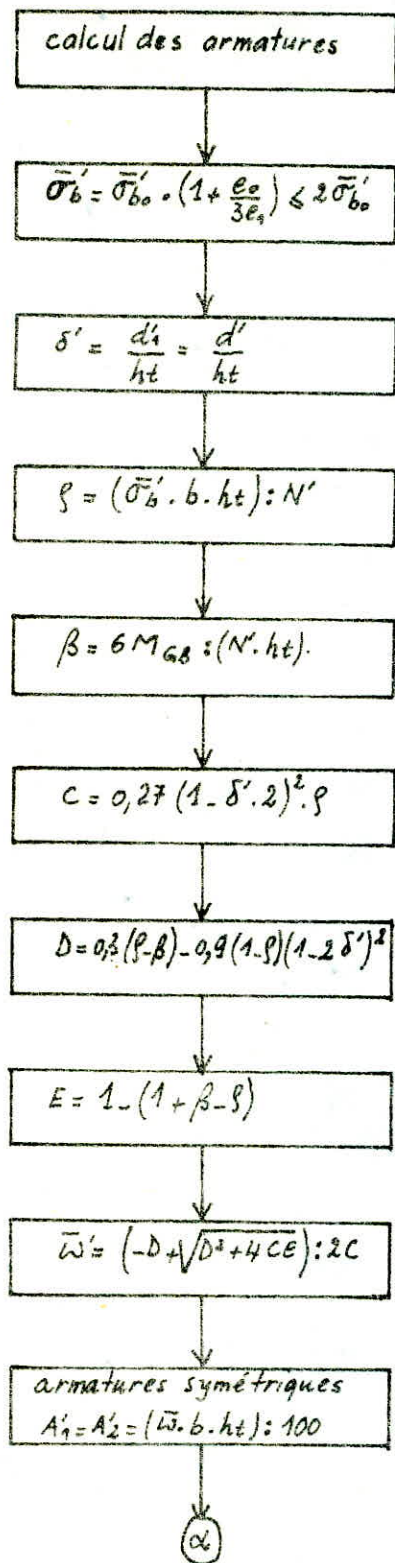 calcul des armatures
σ̄b' = σ̄'b₀ . (1 + e₀/3e₁) ⩽ 2σ̄'b₀
δ' = d'₁/ht = d'/ht
ρ = (σ̄b' . b . ht) : N'
β = 6 M GB : (N' . ht).
C = 0,27 (1 - δ'. 2)² . ρ
D = 0,3 (ρ-β) - 0,9 (1-ρ)(1-2δ')²
E = 1 - (1 + β - ρ)
ω̄' = (-D + √D² + 4CE) : 2C
armatures symétriques
A'₁ = A'₂ = (ω̄. b . ht) : 100
α